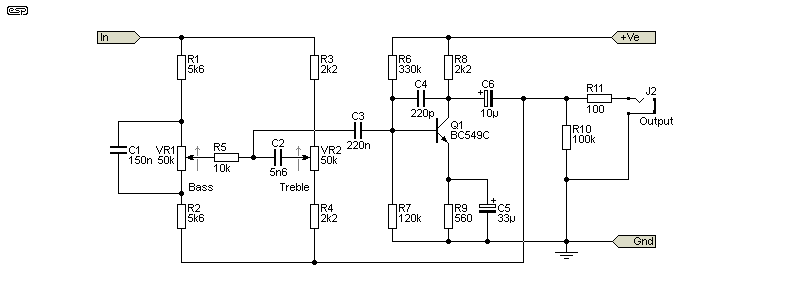 esp
In
+Ve
R1
5k6
R3
2k2
R6
330k
R8
2k2
C4
220p
C6
+
10µ
R11
100
J2
Output
C3
220n
Q1
BC549C
R10
100k
C1
150n
VR1
50k
R5
10k
C2
5n6
VR2
50k
Bass
Treble
R2
5k6
R4
2k2
R7
120k
R9
560
+
C5
33µ
Gnd